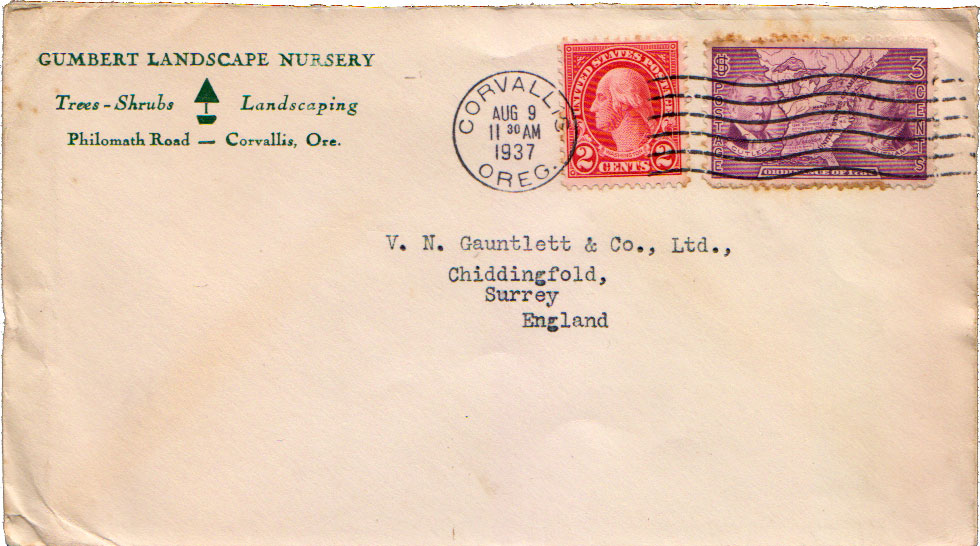 GUMBERT LANDSCAPE NURSERY
Trees - Shrubs Landscaping
Philomath Road — Corvallis, Ore.
CORVALLIS
AUG 9
11 30 AM
1937
OREG.
UNITED STATES POSTAGE
WASHINGTON
2 CENTS 2
$ 3
POSTAGE
CENTS
V. N. Gauntlett & Co., Ltd.,
Chiddingfold,
Surrey
England